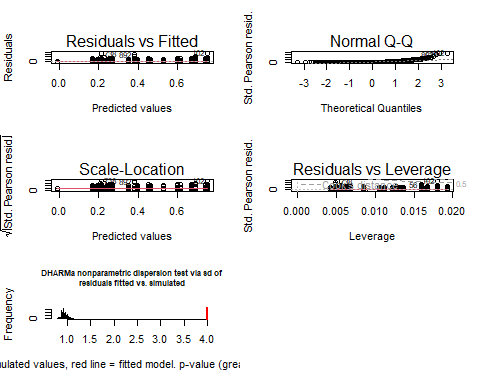 Residuals vs Fitted
Residuals
0
0.0 0.2 0.4 0.6
Predicted values
Normal Q-Q
Std. Pearson resid.
0
-3 -2 -1 0 1 2 3
Theoretical Quantiles
Scale-Location
√|Std. Pearson resid.|
0
0.0 0.2 0.4 0.6
Predicted values
Residuals vs Leverage
Std. Pearson resid.
0
Cook's distance
0.5
0.000 0.005 0.010 0.015 0.020
Leverage
DHARMa nonparametric dispersion test via sd of
residuals fitted vs. simulated
Frequency
0
1.0 1.5 2.0 2.5 3.0 3.5 4.0
ulated values, red line = fitted model. p-value (grea